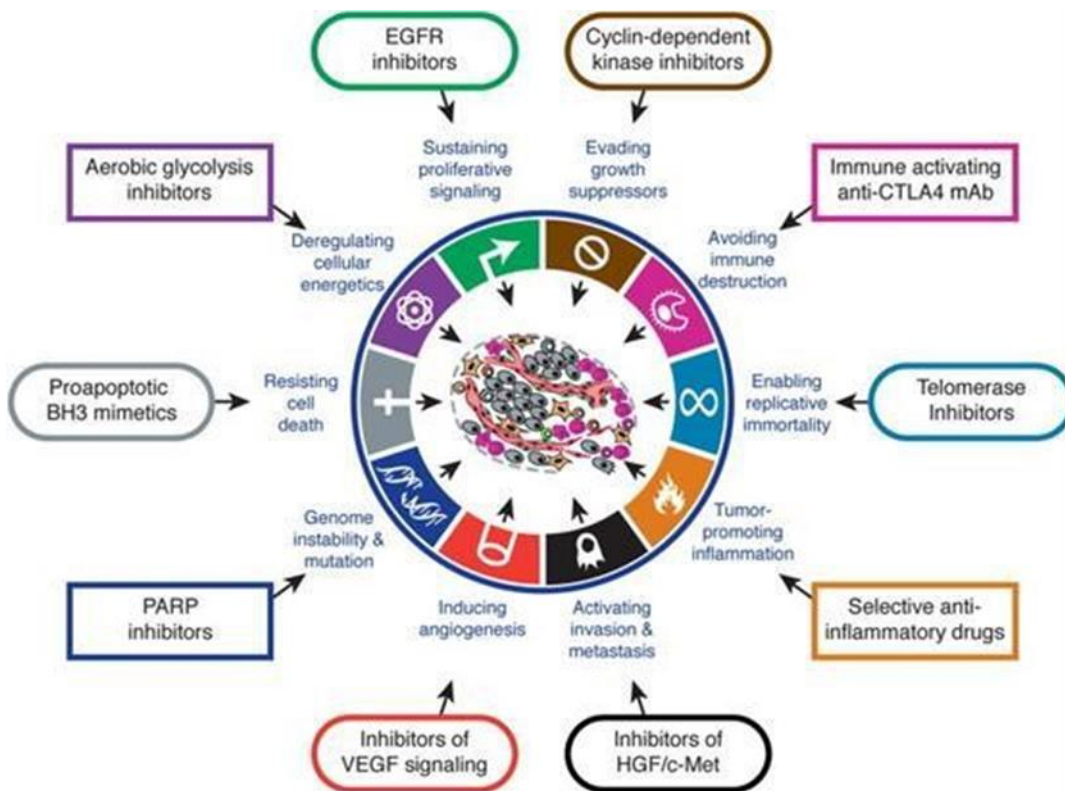 EGFR
inhibitors
Cyclin-dependent
kinase inhibitors
Sustaining
proliferative
signaling
Evading
growth
suppressors
Aerobic glycolysis
inhibitors
Immune activating
anti-CTLA4 mAb
Deregulating
cellular
energetics
Avoiding
immune
destruction
Proapoptotic
BH3 mimetics
Resisting
cell
death
Enabling
replicative
immortality
Telomerase
Inhibitors
Genome
instability &
mutation
Tumor-
promoting
inflammation
PARP
inhibitors
Inducing
angiogenesis
Activating
invasion &
metastasis
Selective anti-
inflammatory drugs
Inhibitors of
VEGF signaling
Inhibitors of
HGF/c-Met